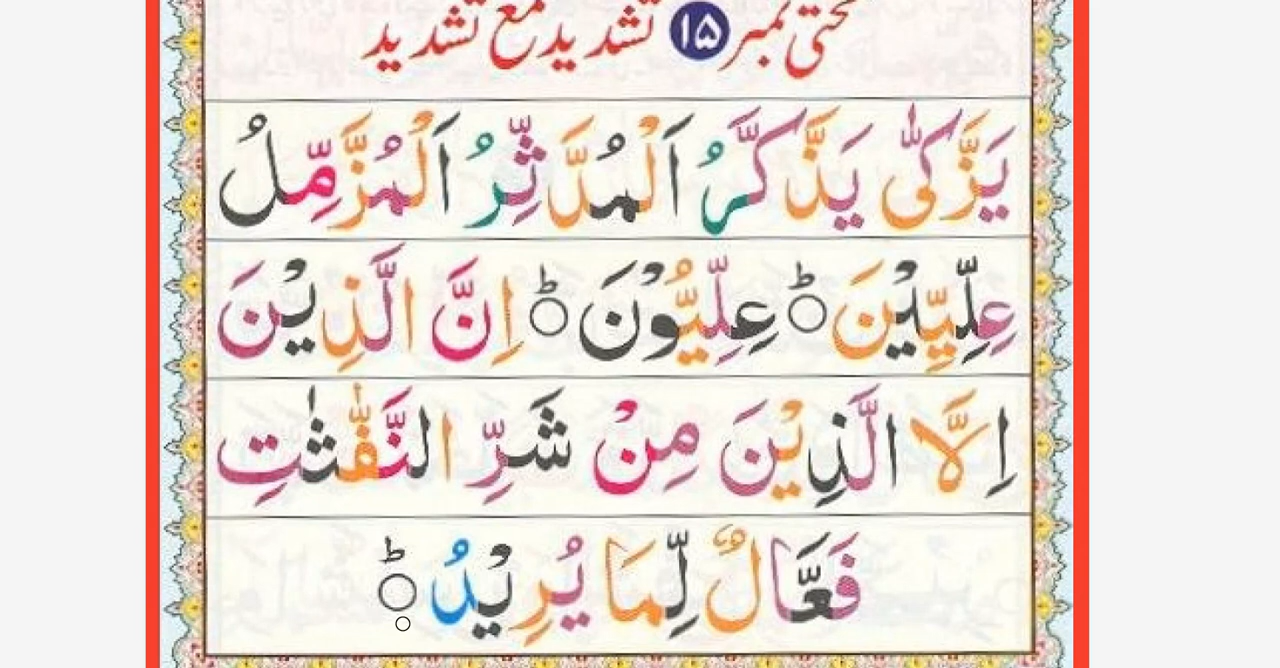 تختی نمبر ۱۵ تشدید مع تشدید
یَزَّكّٰی یَذَّكَّرُ اَلْمُدَّثِّرُ اَلْمُزَّمِّلُ
عِلِّیِّیْنَ ؕ عِلِّیُّوْنَ ؕ اِنَّ الَّذِیْنَ
اِلَّا الَّذِیْنَ مِنْ شَرِّ النَّفّٰثٰتِ
فَعَّالٌ لِّمَا یُرِیْدُ ؕ